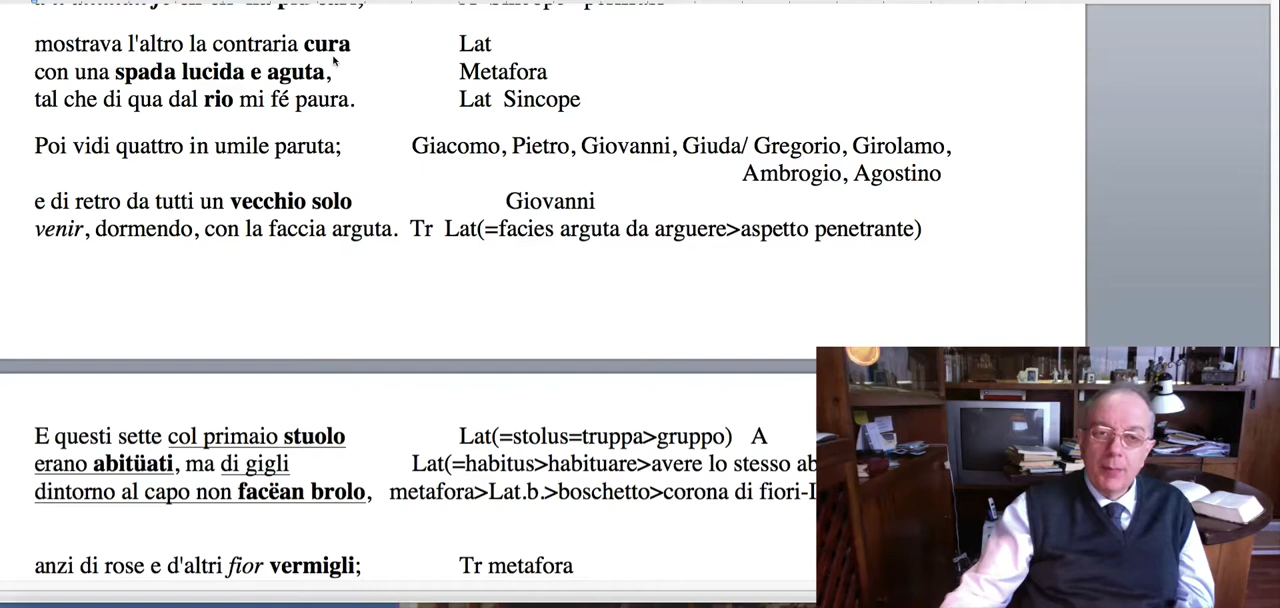 mostrava l'altro la contraria cura Lat
con una spada lucida e aguta, Metafora
tal che di qua dal rio mi fé paura. Lat Sincope
Poi vidi quattro in umile paruta; Giacomo, Pietro, Giovanni, Giuda/ Gregorio, Girolamo,
Ambrogio, Agostino
e di retro da tutti un vecchio solo Giovanni
venir, dormendo, con la faccia arguta. Tr Lat(=facies arguta da arguere>aspetto penetrante)
E questi sette col primaio stuolo Lat(=stolus=truppa>gruppo) A
erano abitüati, ma di gigli Lat(=habitus>habituare>avere lo stesso ab
dintorno al capo non facëan brolo, metafora>Lat.b.>boschetto>corona di fiori-
anzi di rose e d'altri fior vermigli; Tr metafora